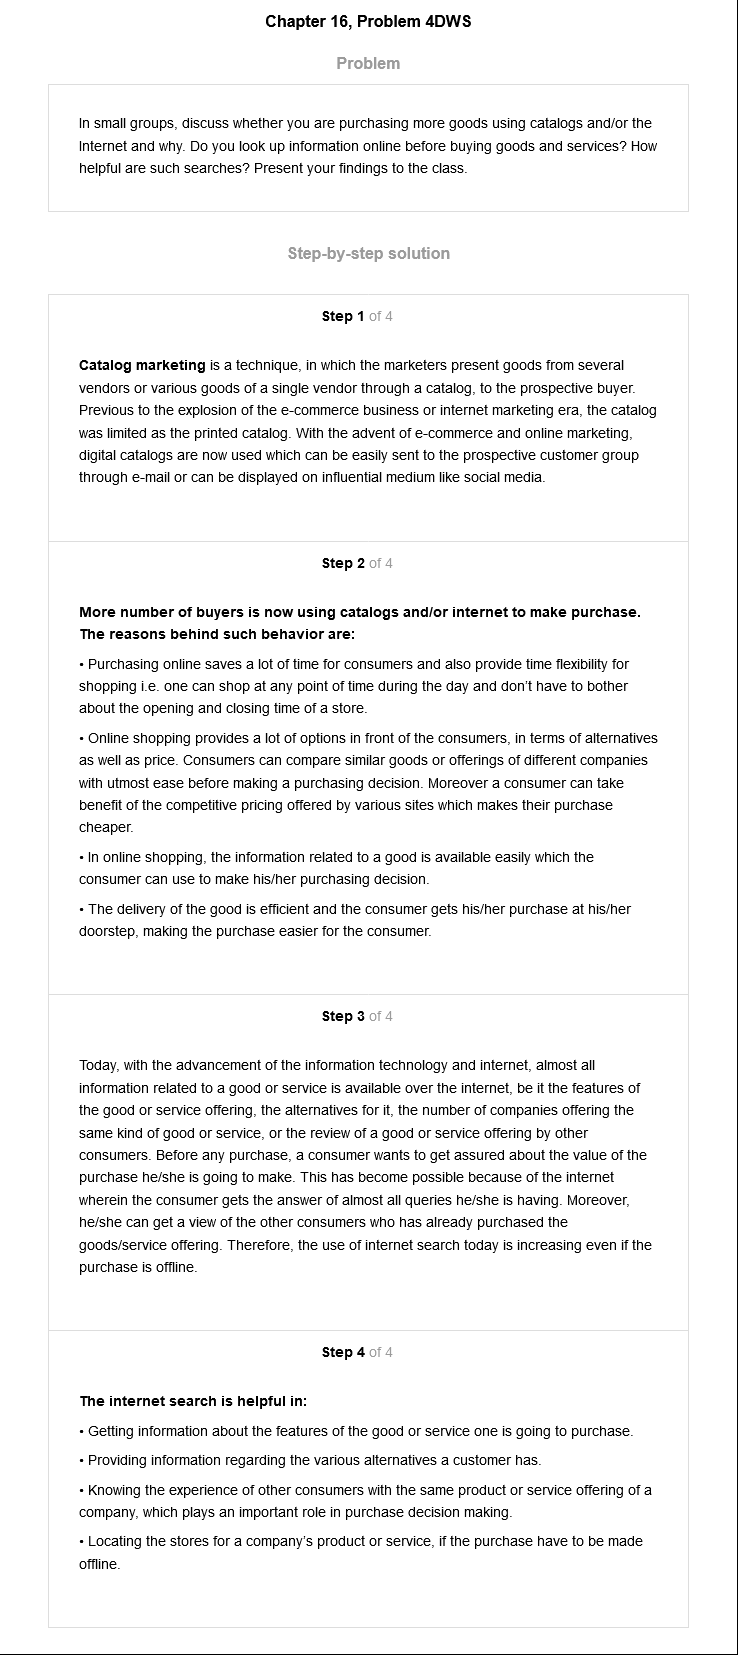 Chapter 16, Problem 4DWS
Problem
In small groups, discuss whether you are purchasing more goods using catalogs and/or the
Internet and why. Do you look up information online before buying goods and services? How
helpful are such searches? Present your findings to the class.
Step-by-step solution
Step 1 of 4
Catalog marketing is a technique, in which the marketers present goods from several
vendors or various goods of a single vendor through a catalog, to the prospective buyer.
Previous to the explosion of the e-commerce business or internet marketing era, the catalog
was limited as the printed catalog. With the advent of e-commerce and online marketing,
digital catalogs are now used which can be easily sent to the prospective customer group
through e-mail or can be displayed on influential medium like social media.
Step 2 of 4
More number of buyers is now using catalogs and/or internet to make purchase.
The reasons behind such behavior are:
• Purchasing online saves a lot of time for consumers and also provide time flexibility for
shopping i.e. one can shop at any point of time during the day and don't have to bother
about the opening and closing time of a store.
• Online shopping provides a lot of options in front of the consumers, in terms of alternatives
as well as price. Consumers can compare similar goods or offerings of different companies
with utmost ease before making a purchasing decision. Moreover a consumer can take
benefit of the competitive pricing offered by various sites which makes their purchase
cheaper.
• In online shopping, the information related to a good is available easily which the
consumer can use to make his/her purchasing decision.
• The delivery of the good is efficient and the consumer gets his/her purchase at his/her
doorstep, making the purchase easier for the consumer.
Step 3 of 4
Today, with the advancement of the information technology and internet, almost all
information related to a good or service is available over the internet, be it the features of
the good or service offering, the alternatives for it, the number of companies offering the
same kind of good or service, or the review of a good or service offering by other
consumers. Before any purchase, a consumer wants to get assured about the value of the
purchase he/she is going to make. This has become possible because of the internet
wherein the consumer gets the answer of almost all queries he/she is having. Moreover,
he/she can get a view of the other consumers who has already purchased the
goods/service offering. Therefore, the use of internet search today is increasing even if the
purchase is offline.
Step 4 of 4
The internet search is helpful in:
• Getting information about the features of the good or service one is going to purchase.
• Providing information regarding the various alternatives a customer has.
• Knowing the experience of other consumers with the same product or service offering of a
company, which plays an important role in purchase decision making.
• Locating the stores for a company's product or service, if the purchase have to be made
offline.